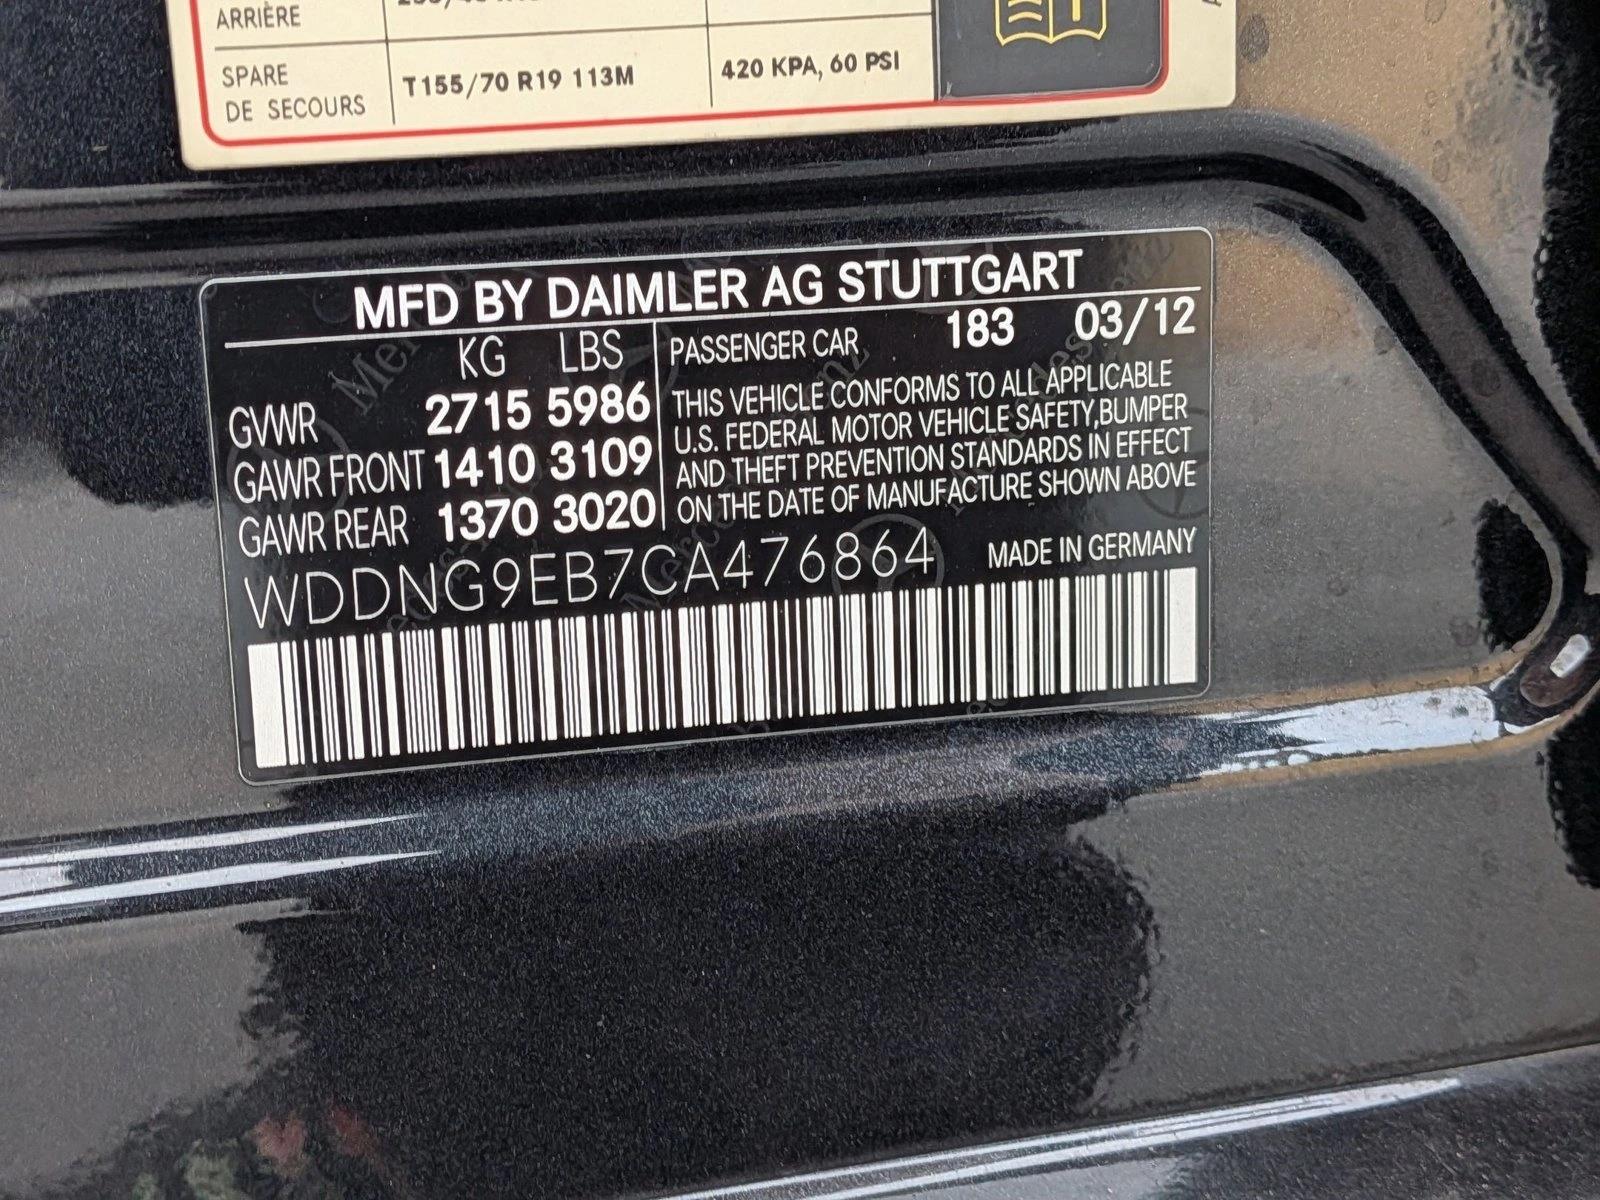 ARRIÈRE
SPARE
DE SECOURS
T155/70 R19 113M
420 KPA, 60 PSI
MFD BY DAIMLER AG STUTTGART
KG LBS
GVWR 2715 5986
GAWR FRONT 1410 3109
GAWR REAR 1370 3020
PASSENGER CAR 183 03/12
THIS VEHICLE CONFORMS TO ALL APPLICABLE
U.S. FEDERAL MOTOR VEHICLE SAFETY,BUMPER
AND THEFT PREVENTION STANDARDS IN EFFECT
ON THE DATE OF MANUFACTURE SHOWN ABOVE
WDDNG9EB7CA476864
MADE IN GERMANY